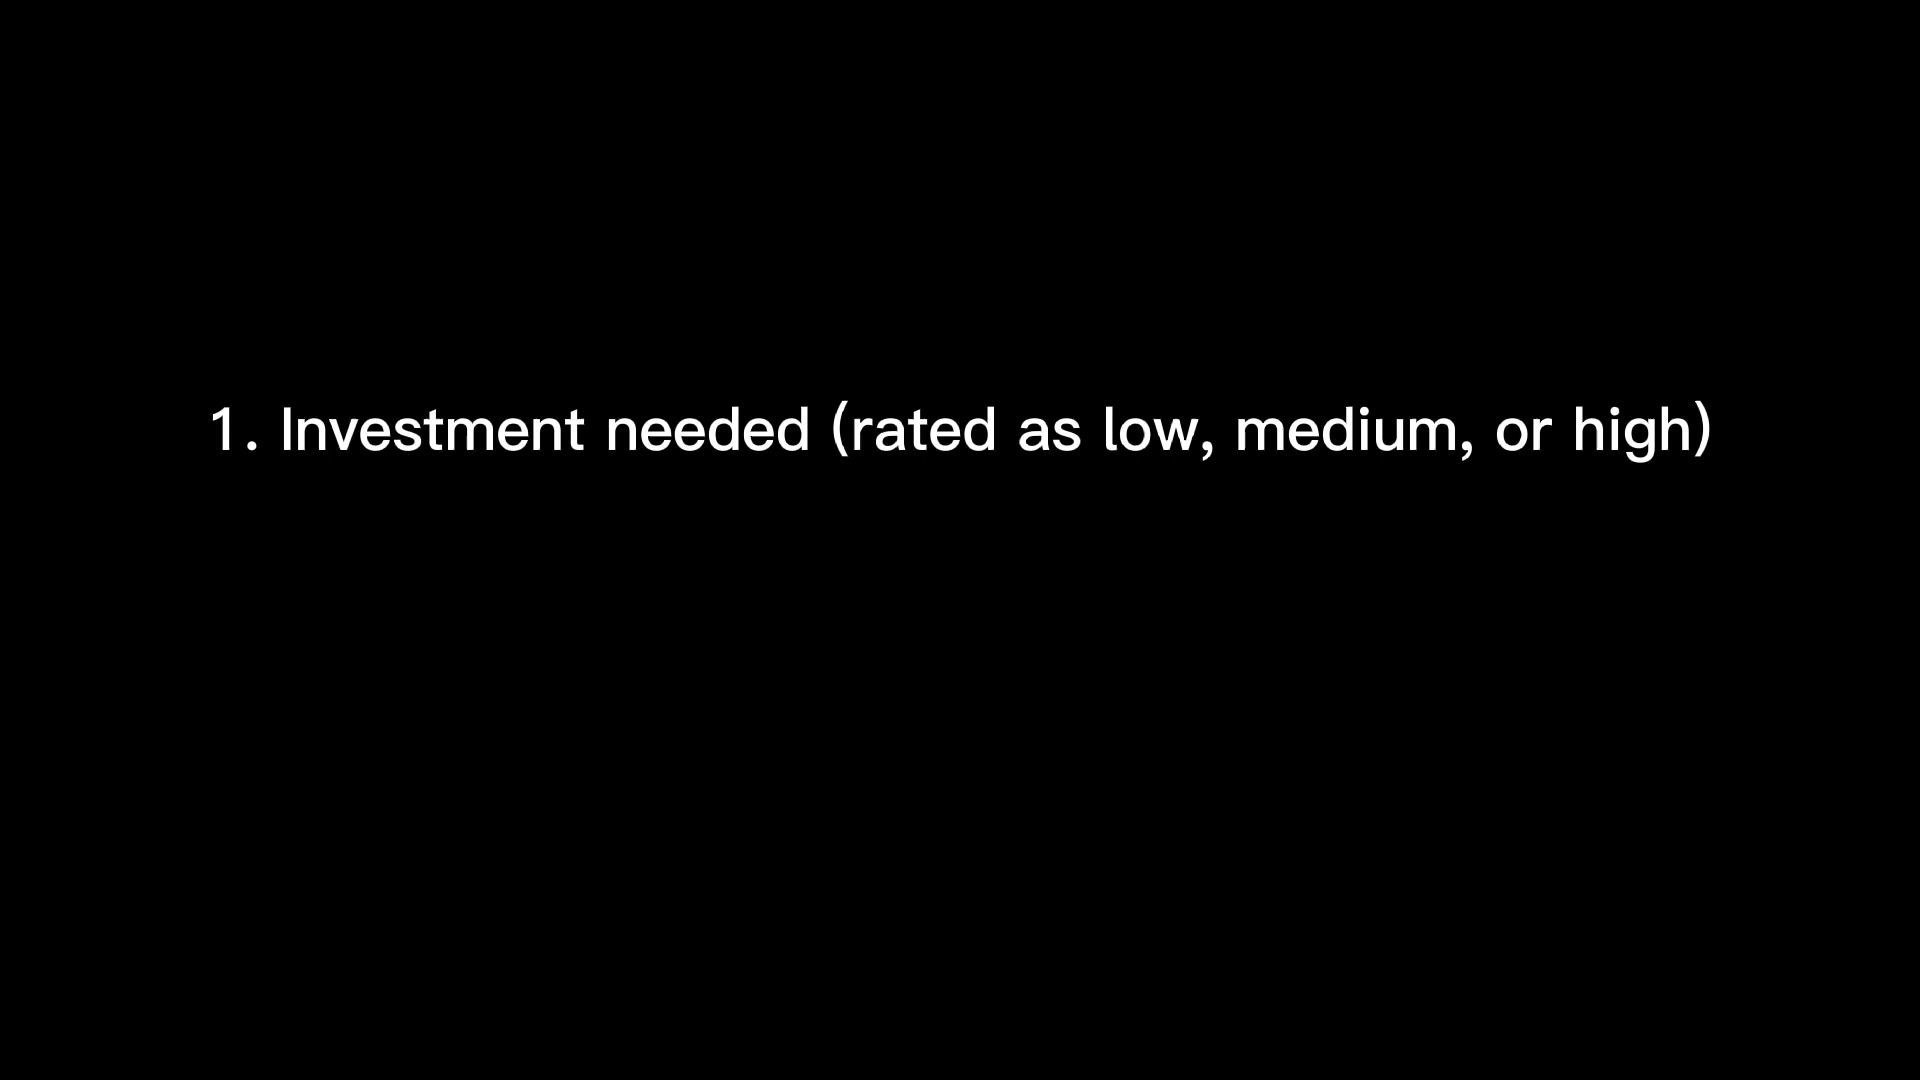 1. Investment needed (rated as low, medium, or high)